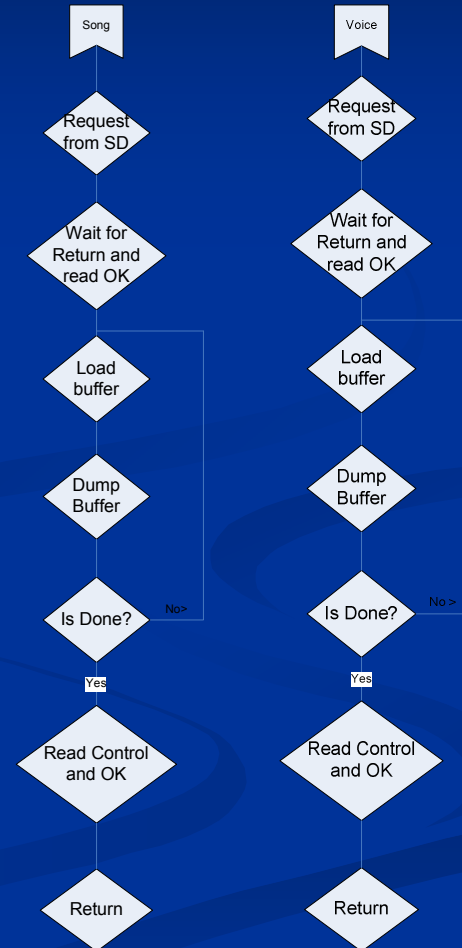 Song
Request
from SD
Wait for
Return and
read OK
Load
buffer
Dump
Buffer
Is Done?
No>
Yes
Read Control
and OK
Return
Voice
Request
from SD
Wait for
Return and
read OK
Load
buffer
Dump
Buffer
Is Done?
No >
Yes
Read Control
and OK
Return